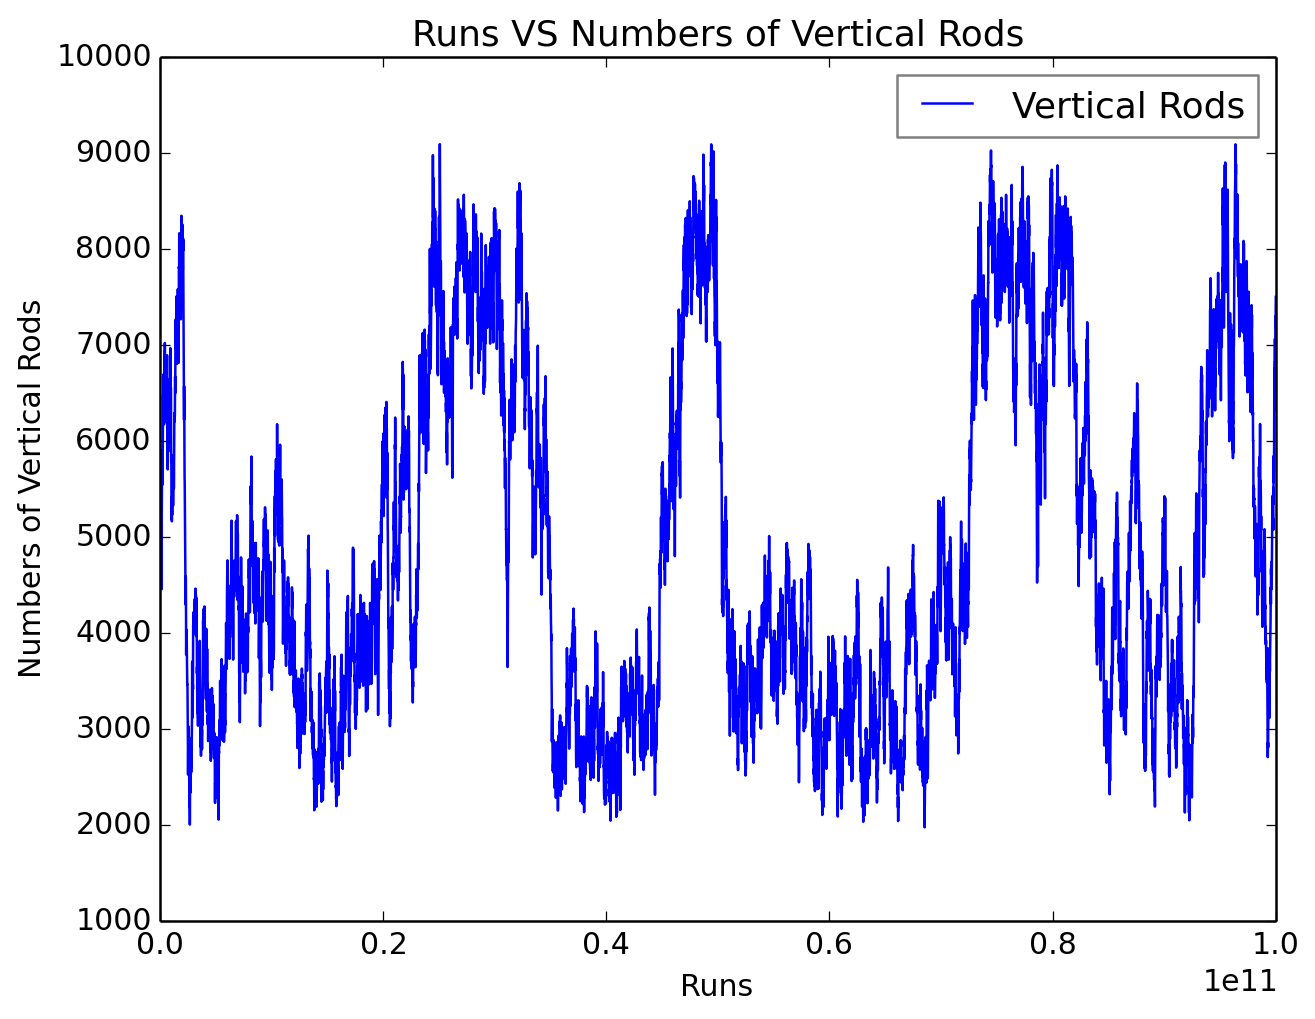 Runs VS Numbers of Vertical Rods
10000
9000
8000
7000
6000
5000
4000
3000
2000
1000
Numbers of Vertical Rods
Vertical Rods
0.0 0.2 0.4 0.6 0.8 1.0
1e11
Runs